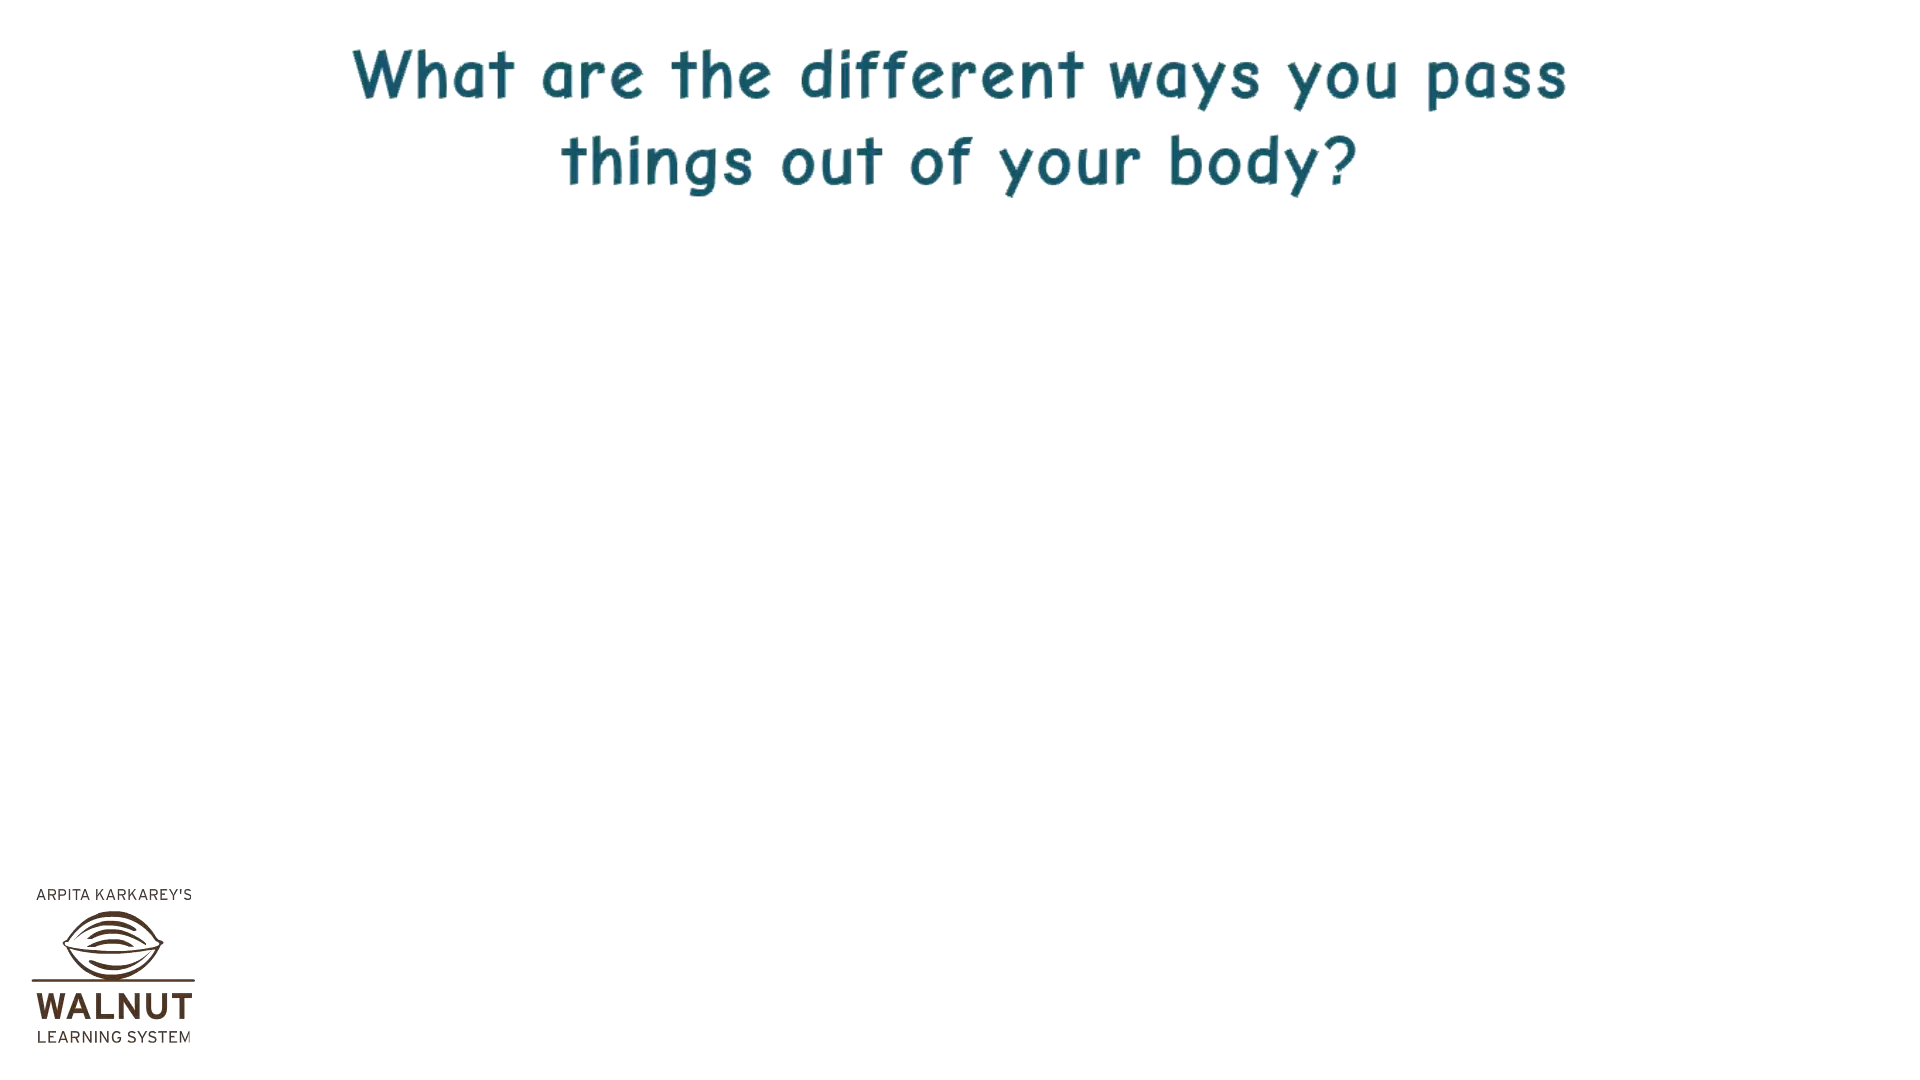 What are the different ways you pass
things out of your body?
ARPITA KARKAREY'S
WALNUT
LEARNING SYSTEM